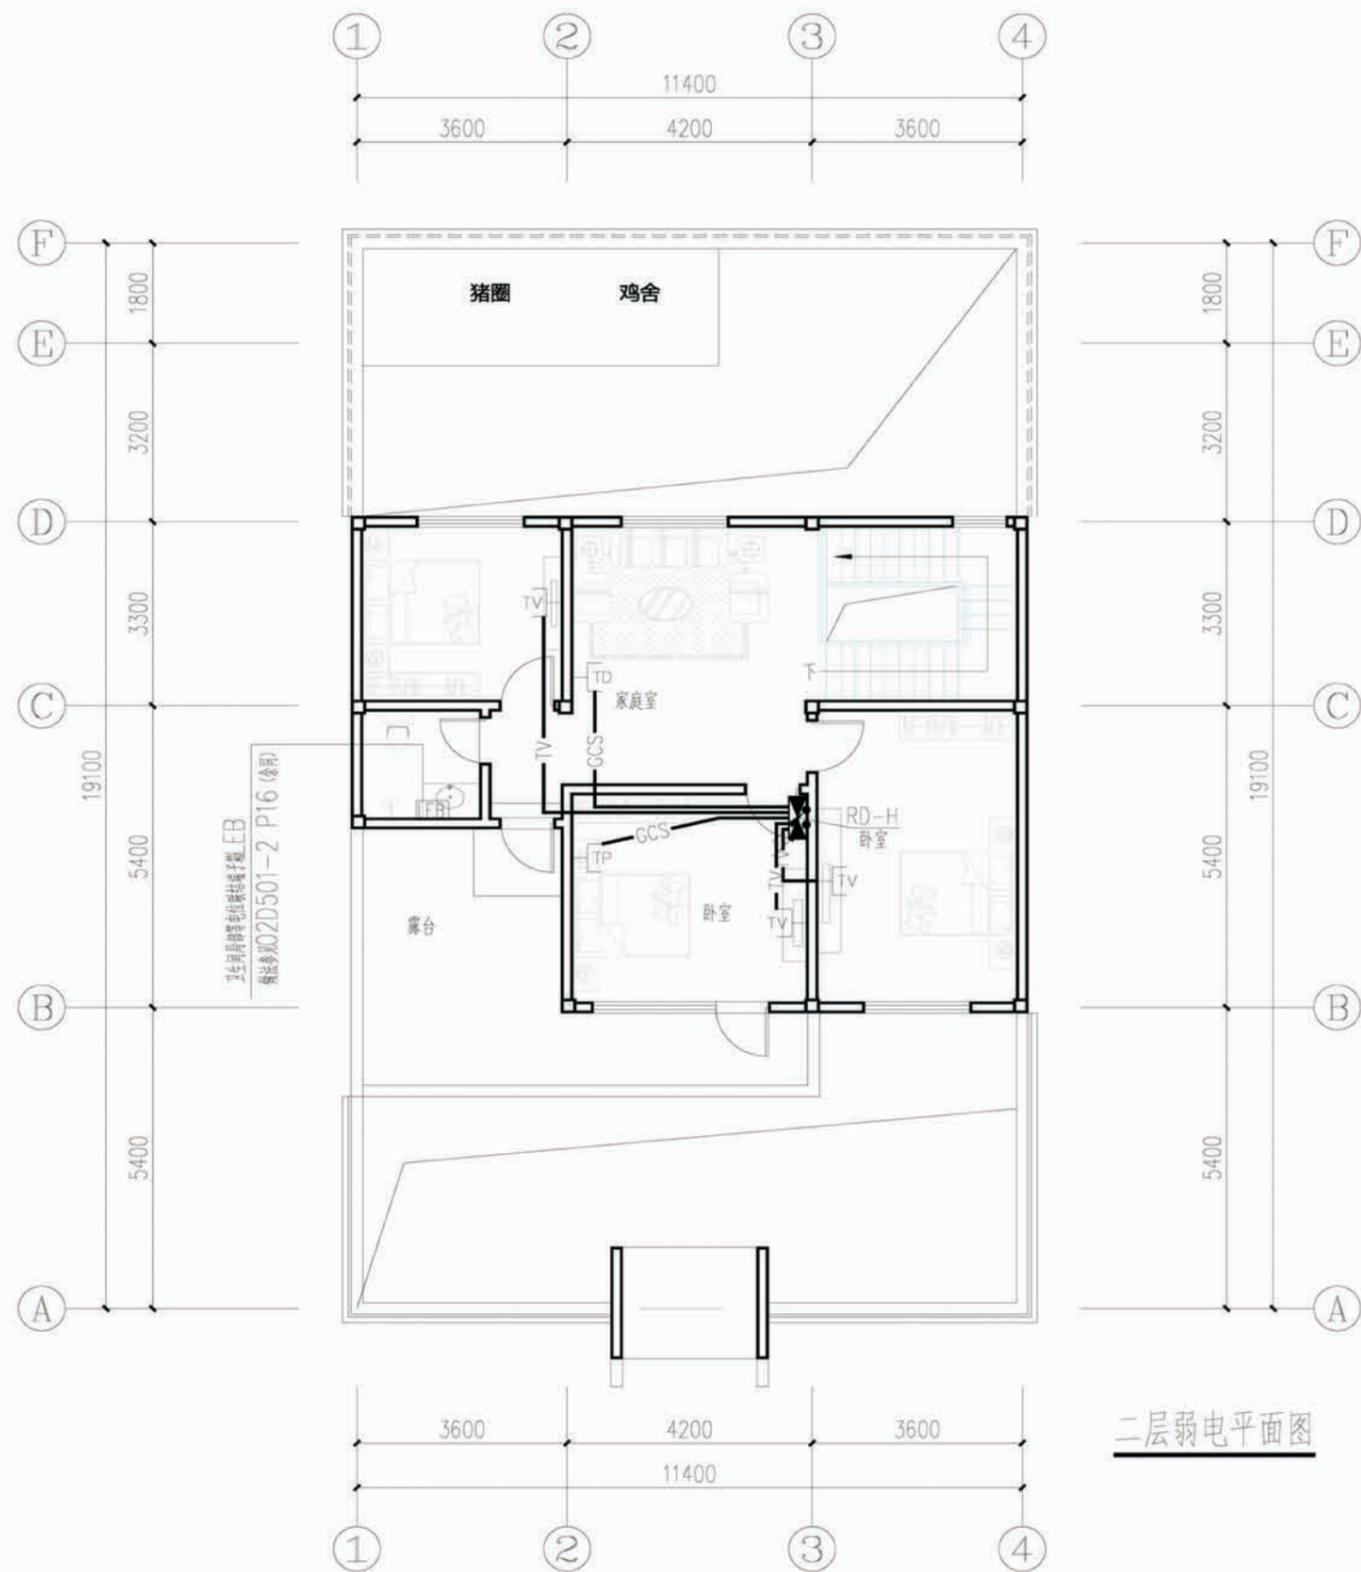 1 2 3 4
11400
3600 4200 3600
F F
1800 1800
猪圈 鸡舍
E E
3200 3200
D D
3300 TV 3300
TD 下
家庭室
C C
19100 19100
TV GCS
卫生间局部等电位联结端子箱LEB
做法参见02D501-2 P16(余同)
LEB
RD-H
卧室
GCS
TP
TV
TV
TV
5400 5400
卧室
TV
露台
B B
5400 5400
A A
3600 4200 3600
11400
二层弱电平面图
1 2 3 4